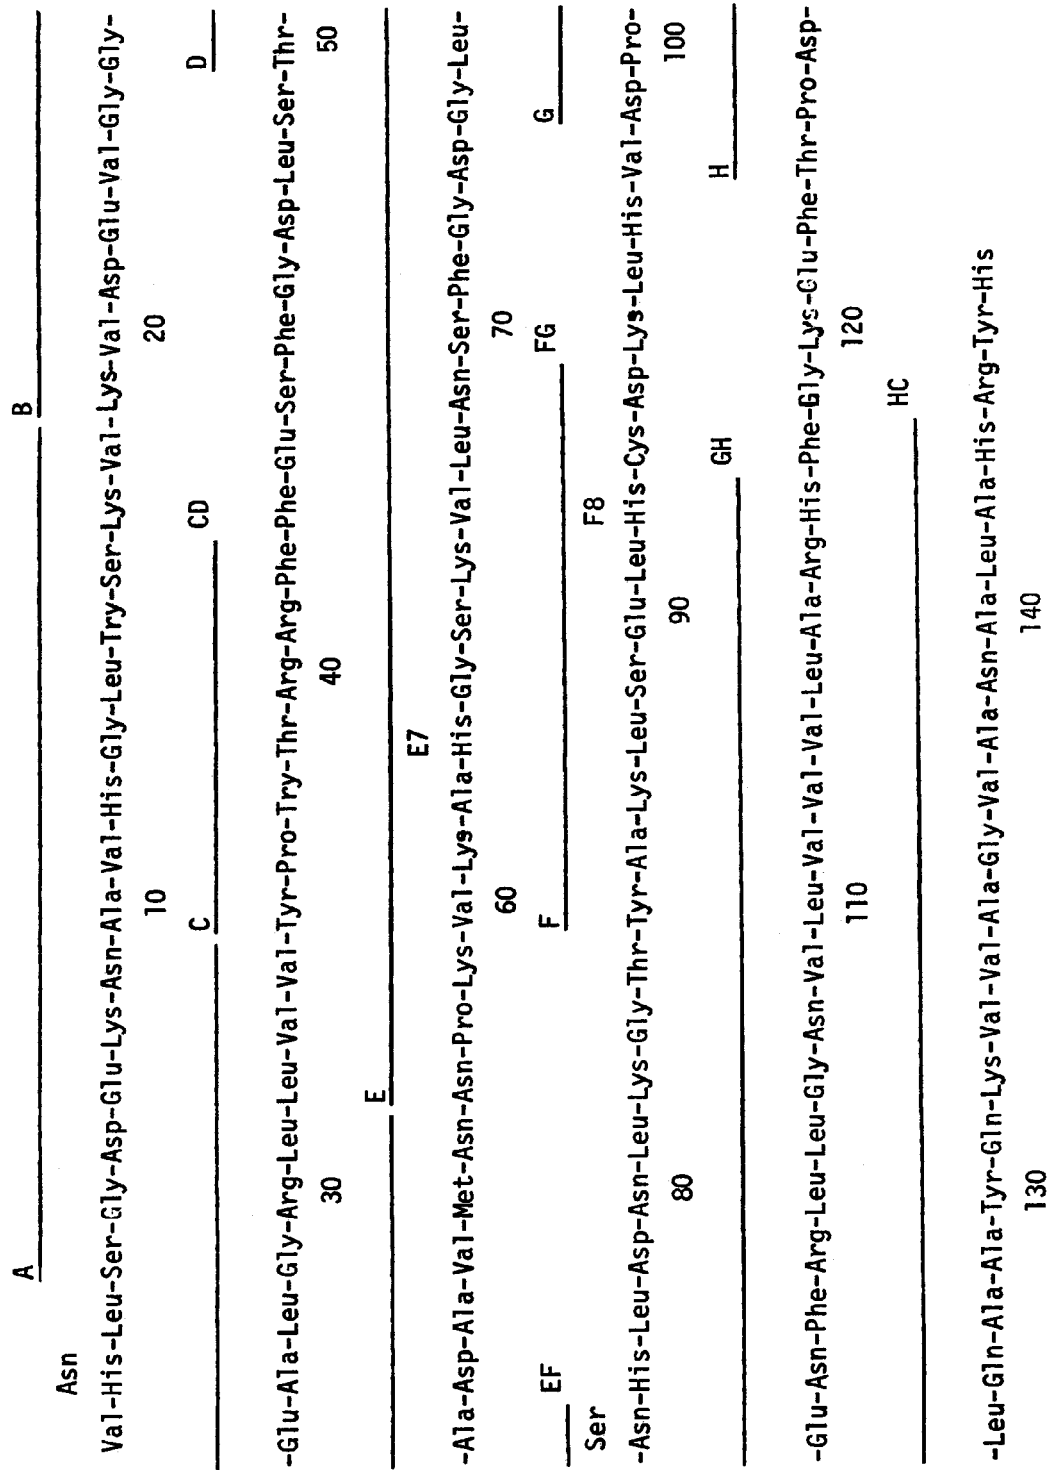 A B
Asn
Val-His-Leu-Ser-Gly-Asp-Glu-Lys-Asn-Ala-Val-His-Gly-Leu-Try-Ser-Lys-Val-Lys-Val-Asp-Glu-Val-Gly-Gly-
10 20
C CD D
-Glu-Ala-Leu-Gly-Arg-Leu-Leu-Val-Val-Tyr-Pro-Try-Thr-Arg-Arg-Phe-Phe-Glu-Ser-Phe-Gly-Asp-Leu-Ser-Thr-
30 40 50
E
E7
-Ala-Asp-Ala-Val-Met-Asn-Asn-Pro-Lys-Val-Lys-Ala-His-Gly-Ser-Lys-Val-Leu-Asn-Ser-Phe-Gly-Asp-Gly-Leu-
60 70
EF F FG G
Ser F8
-Asn-His-Leu-Asp-Asn-Leu-Lys-Gly-Thr-Tyr-Ala-Lys-Leu-Ser-Glu-Leu-His-Cys-Asp-Lys-Leu-His-Val-Asp-Pro-
80 90 100
GH H
-Glu-Asn-Phe-Arg-Leu-Leu-Gly-Asn-Val-Leu-Val-Val-Val-Leu-Ala-Arg-His-Phe-Gly-Lys-Glu-Phe-Thr-Pro-Asp-
110 120
HC
-Leu-Gln-Ala-Ala-Tyr-Gln-Lys-Val-Val-Ala-Gly-Val-Ala-Asn-Ala-Leu-Ala-His-Arg-Tyr-His
130 140